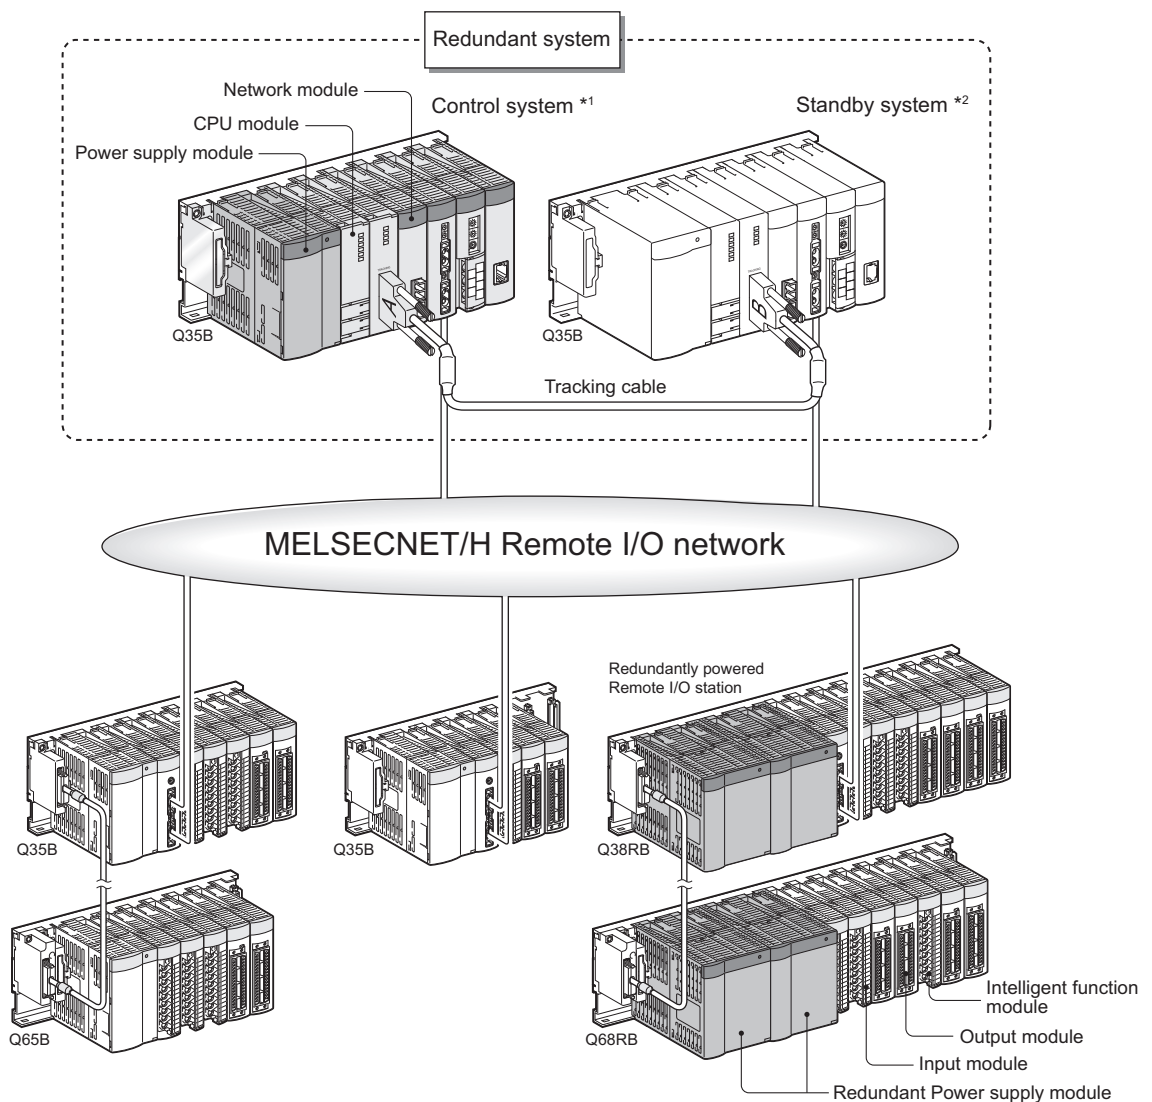 Redundant system
Network module
Control system *1
Standby system *2
CPU module
Power supply module
A
B
Q35B
Q35B
Tracking cable
MELSECNET/H Remote I/O network
Redundantly powered
Remote I/O station
Q35B
Q35B
Q38RB
Q65B
Q68RB
Intelligent function
module
Output module
Input module
Redundant Power supply module